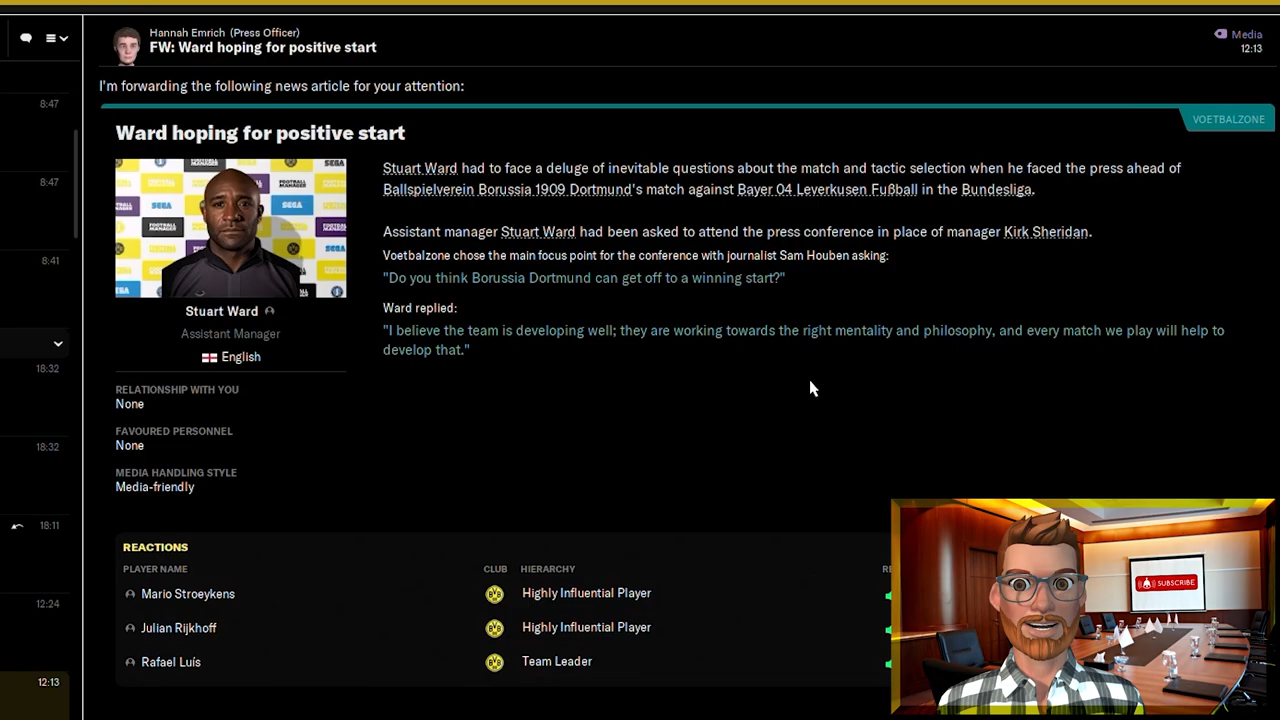 Hannah Emrich (Press Officer)
FW: Ward hoping for positive start
Media
12:13
I'm forwarding the following news article for your attention:
8:47
VOETBALZONE
Ward hoping for positive start
Stuart Ward had to face a deluge of inevitable questions about the match and tactic selection when he faced the press ahead of
Ballspielverein Borussia 1909 Dortmund's match against Bayer 04 Leverkusen Fußball in the Bundesliga.
8:47
Assistant manager Stuart Ward had been asked to attend the press conference in place of manager Kirk Sheridan.
Voetbalzone chose the main focus point for the conference with journalist Sam Houben asking:
8:41
"Do you think Borussia Dortmund can get off to a winning start?"
Ward replied:
"I believe the team is developing well; they are working towards the right mentality and philosophy, and every match we play will help to
develop that."
SEGA
FOOTBALL MANAGER
Stuart Ward
Assistant Manager
English
18:32
RELATIONSHIP WITH YOU
None
FAVOURED PERSONNEL
None
18:32
MEDIA HANDLING STYLE
Media-friendly
18:11
REACTIONS
PLAYER NAME CLUB HIERARCHY
Mario Stroeykens Highly Influential Player
12:24
Julian Rijkhoff Highly Influential Player
Rafael Luís Team Leader
12:13
SUBSCRIBE